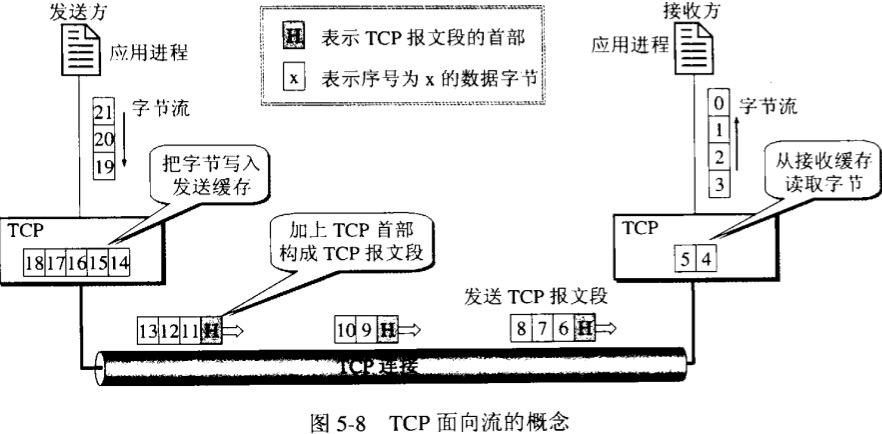 发送方
应用进程
H 表示 TCP 报文段的首部
x 表示序号为 x 的数据字节
接收方
应用进程
21
20
19
字节流
把字节写入
发送缓存
0
1
2
3
字节流
从接收缓存
读取字节
TCP
18 17 16 15 14
加上 TCP 首部
构成 TCP 报文段
TCP
5 4
发送 TCP 报文段
13 12 11 H
10 9 H
8 7 6 H
TCP 连接
图 5-8 TCP 面向流的概念